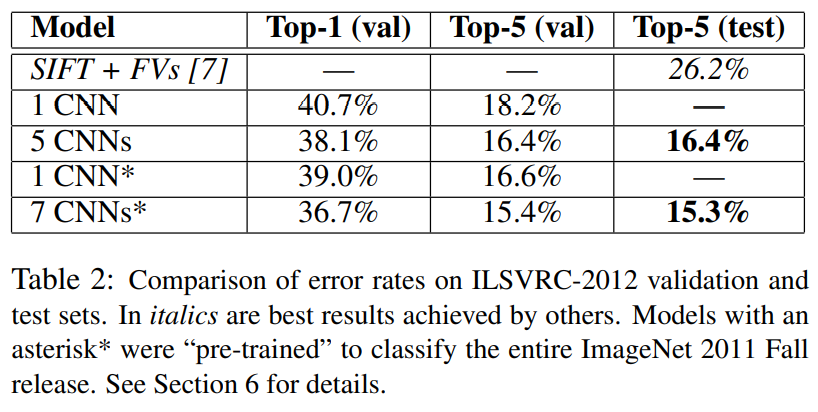 Model Top-1 (val) Top-5 (val) Top-5 (test)
SIFT + FVs [7] — — 26.2%
1 CNN 40.7% 18.2% —
5 CNNs 38.1% 16.4% 16.4%
1 CNN* 39.0% 16.6% —
7 CNNs* 36.7% 15.4% 15.3%
Table 2: Comparison of error rates on ILSVRC-2012 validation and
test sets. In italics are best results achieved by others. Models with an
asterisk* were “pre-trained” to classify the entire ImageNet 2011 Fall
release. See Section 6 for details.